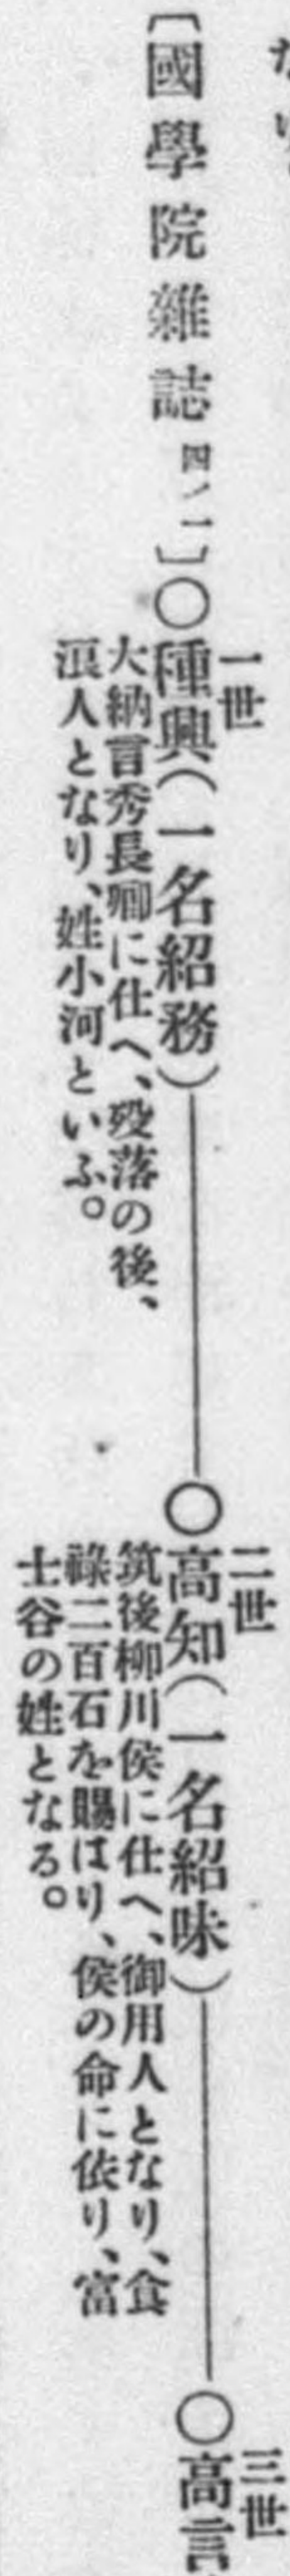 なり。
〔國學院雜誌四ノ一〕○種興(一名紹務)――○高知(一名紹味)――○高言
一世
大納言秀長卿に仕へ、歿落の後、
浪人となり、姓小河といふ。
二世
筑後柳川侯に仕へ、御用人となり、食
祿二百石を賜はり、侯の命に依り、富
士谷の姓となる。
三世